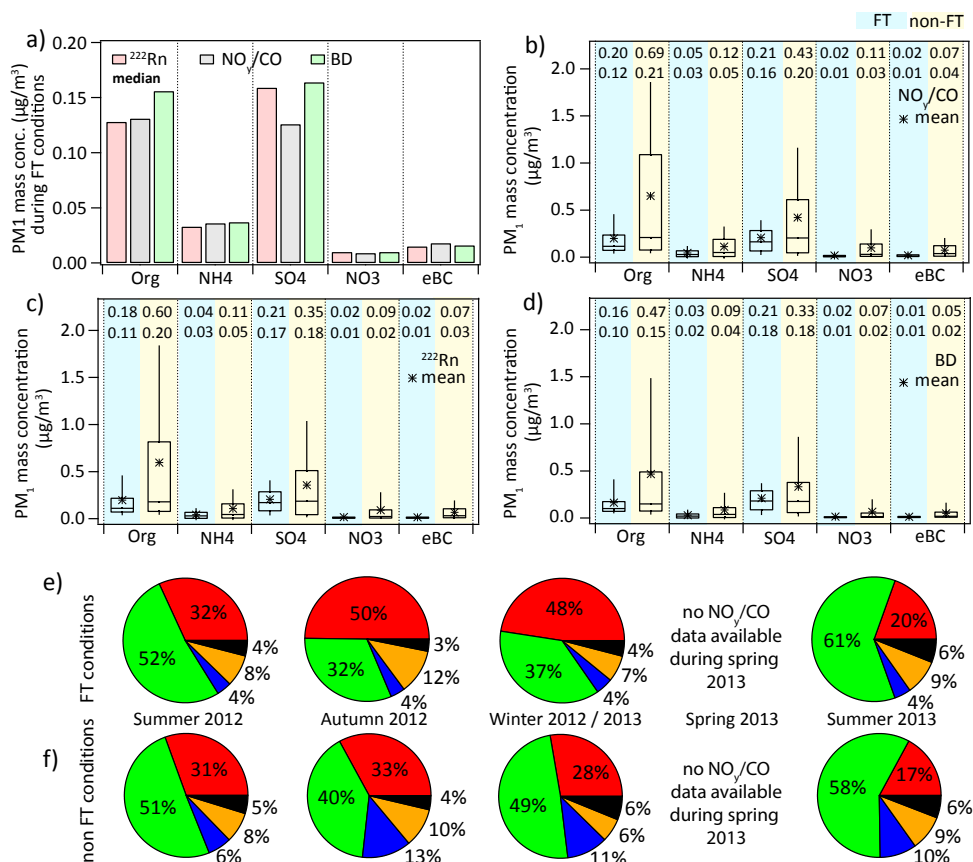 FT non-FT
a)
PM1 mass conc. (µg/m³)
during FT conditions
0.20
0.15
0.10
0.05
0.00
²²²Rn NOy/CO BD
median
Org NH4 SO4 NO3 eBC
b)
PM₁ mass concentration
(µg/m³)
2.0
1.5
1.0
0.5
0.0
0.20 0.69 0.05 0.12 0.21 0.43 0.02 0.11 0.02 0.07
0.12 0.21 0.03 0.05 0.16 0.20 0.01 0.03 0.01 0.04
NOy/CO
mean
Org NH4 SO4 NO3 eBC
c)
PM₁ mass concentration
(µg/m³)
2.0
1.5
1.0
0.5
0.0
0.18 0.60 0.04 0.11 0.21 0.35 0.02 0.09 0.02 0.07
0.11 0.20 0.03 0.05 0.17 0.18 0.01 0.02 0.01 0.03
²²²Rn
mean
Org NH4 SO4 NO3 eBC
d)
PM₁ mass concentration
(µg/m³)
2.0
1.5
1.0
0.5
0.0
0.16 0.47 0.03 0.09 0.21 0.33 0.02 0.07 0.01 0.05
0.10 0.15 0.02 0.04 0.18 0.18 0.01 0.02 0.01 0.02
BD
mean
Org NH4 SO4 NO3 eBC
e)
FT conditions
32%
4%
8%
4%
52%
50%
3%
12%
4%
32%
48%
4%
7%
4%
37%
no NOy/CO
data available
during spring
2013
20%
6%
9%
4%
61%
Summer 2012 Autumn 2012 Winter 2012 / 2013 Spring 2013 Summer 2013
f)
non FT conditions
31%
5%
8%
6%
51%
33%
4%
10%
13%
40%
28%
6%
6%
11%
49%
no NOy/CO
data available
during spring
2013
17%
6%
9%
10%
58%